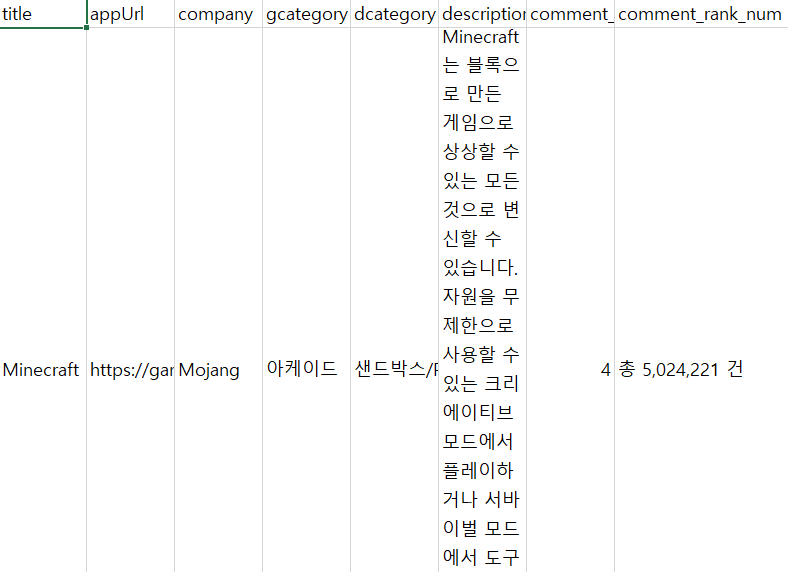 title appUrl company gcategory dcategory description comment_ comment_rank_num
Minecraft
는 블록으
로 만든
게임으로
상상할 수
있는 모든
것으로 변
신할 수
있습니다.
자원을 무
제한으로
사용할 수
있는 크리
에이티브
모드에서
플레이하
거나 서바
이벌 모드
에서 도구
Minecraft https://gar Mojang 아케이드 샌드박스/ 4 총 5,024,221 건